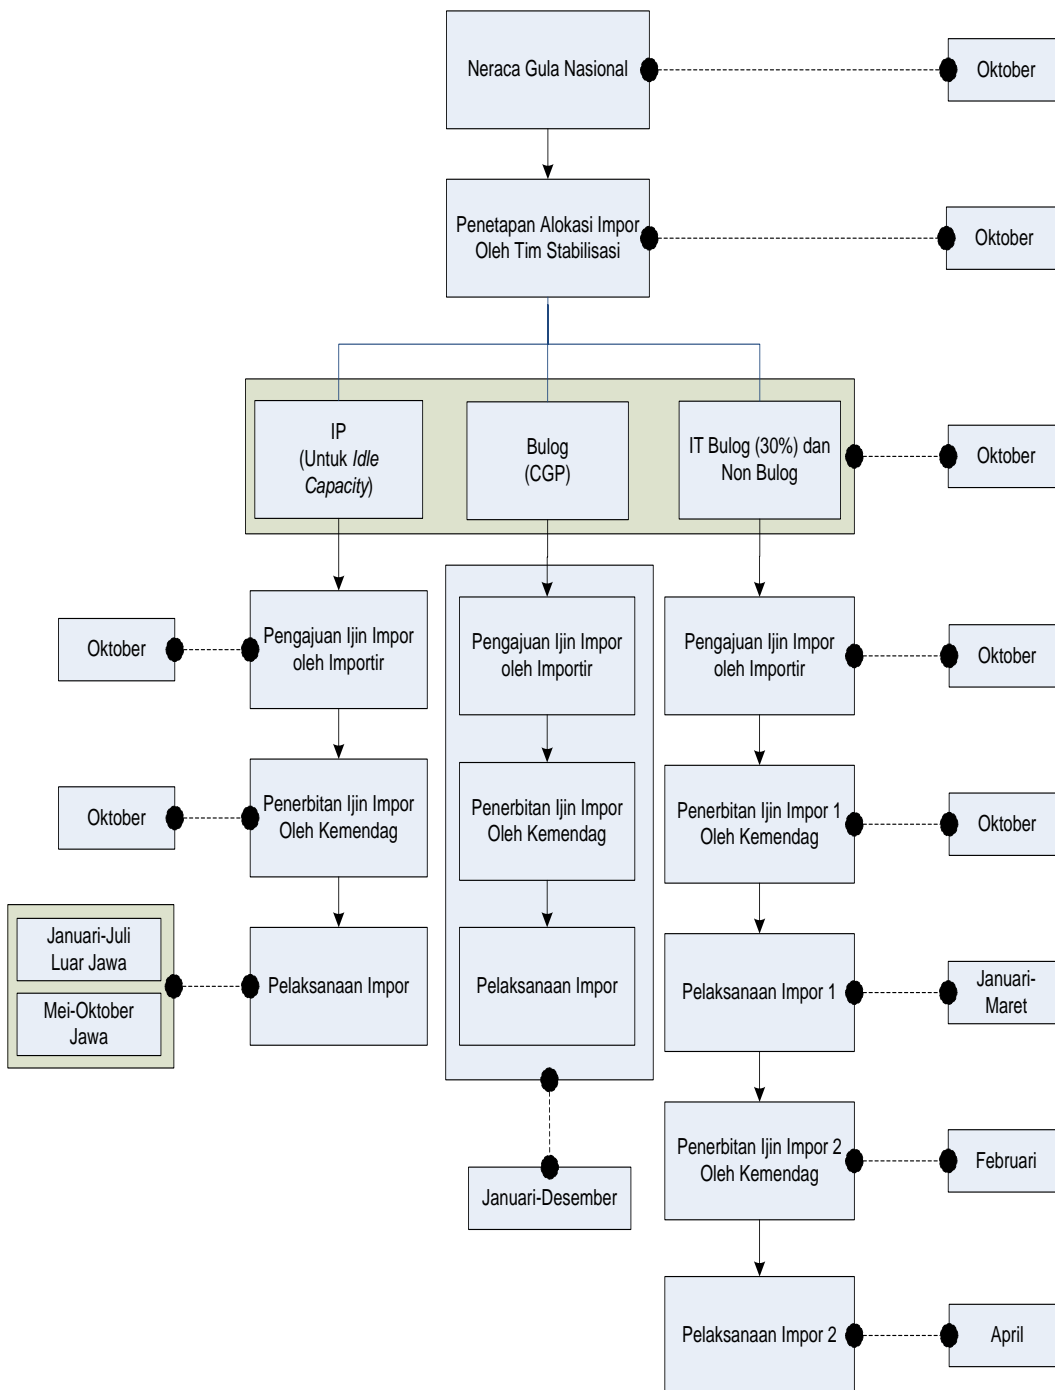 Neraca Gula Nasional
Oktober
Penetapan Alokasi Impor
Oleh Tim Stabilisasi
Oktober
IP
(Untuk Idle
Capacity)
Bulog
(CGP)
IT Bulog (30%) dan
Non Bulog
Oktober
Oktober
Pengajuan Ijin Impor
oleh Importir
Pengajuan Ijin Impor
oleh Importir
Pengajuan Ijin Impor
oleh Importir
Oktober
Oktober
Penerbitan Ijin Impor
Oleh Kemendag
Penerbitan Ijin Impor
Oleh Kemendag
Penerbitan Ijin Impor 1
Oleh Kemendag
Oktober
Januari-Juli
Luar Jawa
Mei-Oktober
Jawa
Pelaksanaan Impor
Pelaksanaan Impor
Pelaksanaan Impor 1
Januari-
Maret
Penerbitan Ijin Impor 2
Oleh Kemendag
Februari
Januari-Desember
Pelaksanaan Impor 2
April